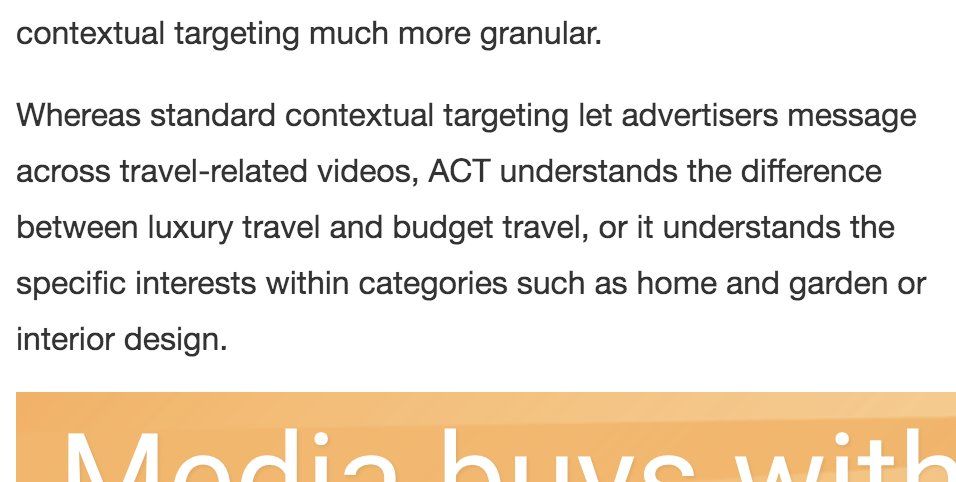 contextual targeting much more granular.
Whereas standard contextual targeting let advertisers message
across travel-related videos, ACT understands the difference
between luxury travel and budget travel, or it understands the
specific interests within categories such as home and garden or
interior design.
Media buys with